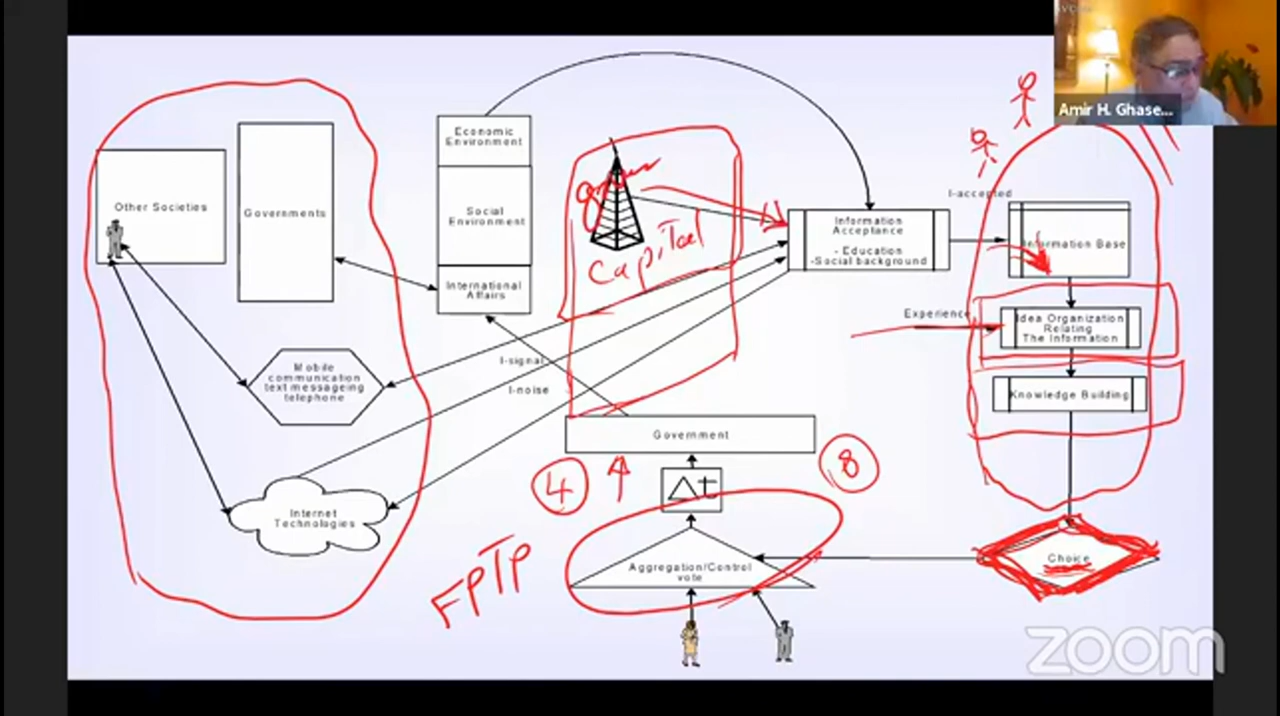 Amir H. Ghase...
Economic
Environment
Social
Environment
International
Affairs
Other Societies
Governments
Capital
Information
Acceptance
- Education
-Social background
I-accepted
Information Base
Experience
Idea Organization
Relating
The Information
Knowledge Building
Mobile
communication
text messageing
telephone
I-signal
I-noise
Government
4
8
Δt
Internet
Technologies
FPTP
Aggregation/Control
vote
Choice
zoom